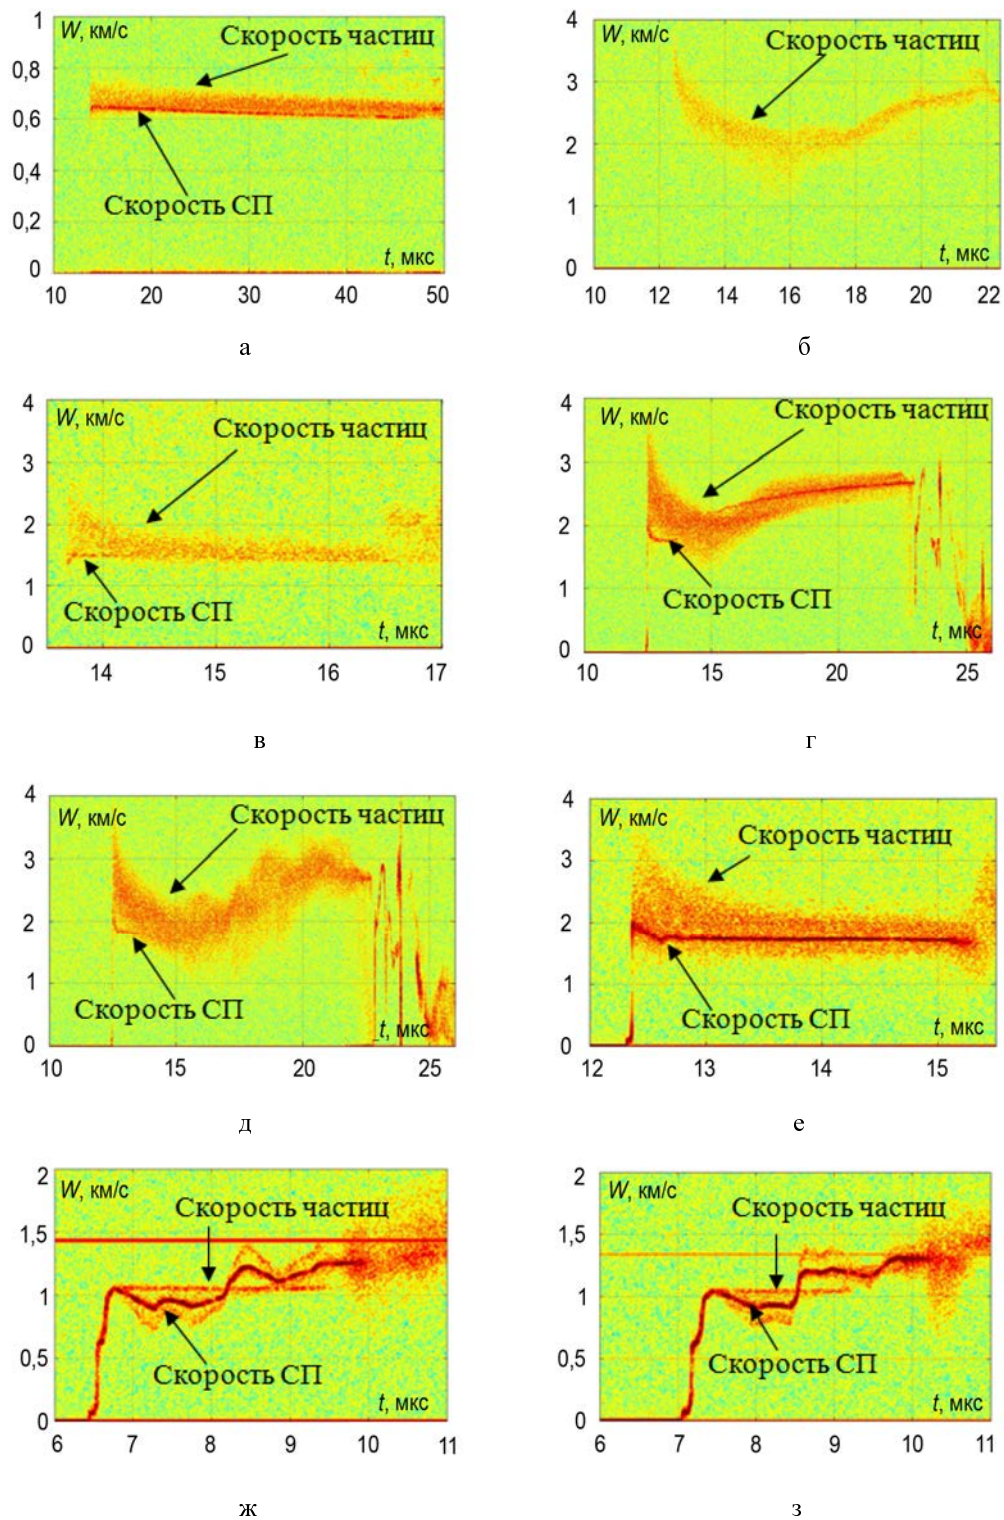 W, км/с
Скорость частиц
Скорость СП
t, мкс
1
0,8
0,6
0,4
0,2
0
10 20 30 40 50
а
W, км/с
Скорость частиц
t, мкс
4
3
2
1
0
10 12 14 16 18 20 22
б
W, км/с
Скорость частиц
Скорость СП
t, мкс
4
3
2
1
0
14 15 16 17
в
W, км/с
Скорость частиц
Скорость СП
t, мкс
4
3
2
1
0
10 15 20 25
г
W, км/с
Скорость частиц
Скорость СП
t, мкс
4
3
2
1
0
10 15 20 25
д
W, км/с
Скорость частиц
Скорость СП
t, мкс
4
3
2
1
0
12 13 14 15
е
W, км/с
Скорость частиц
Скорость СП
t, мкс
2
1,5
1
0,5
0
6 7 8 9 10 11
ж
W, км/с
Скорость частиц
Скорость СП
t, мкс
2
1,5
1
0,5
0
6 7 8 9 10 11
з